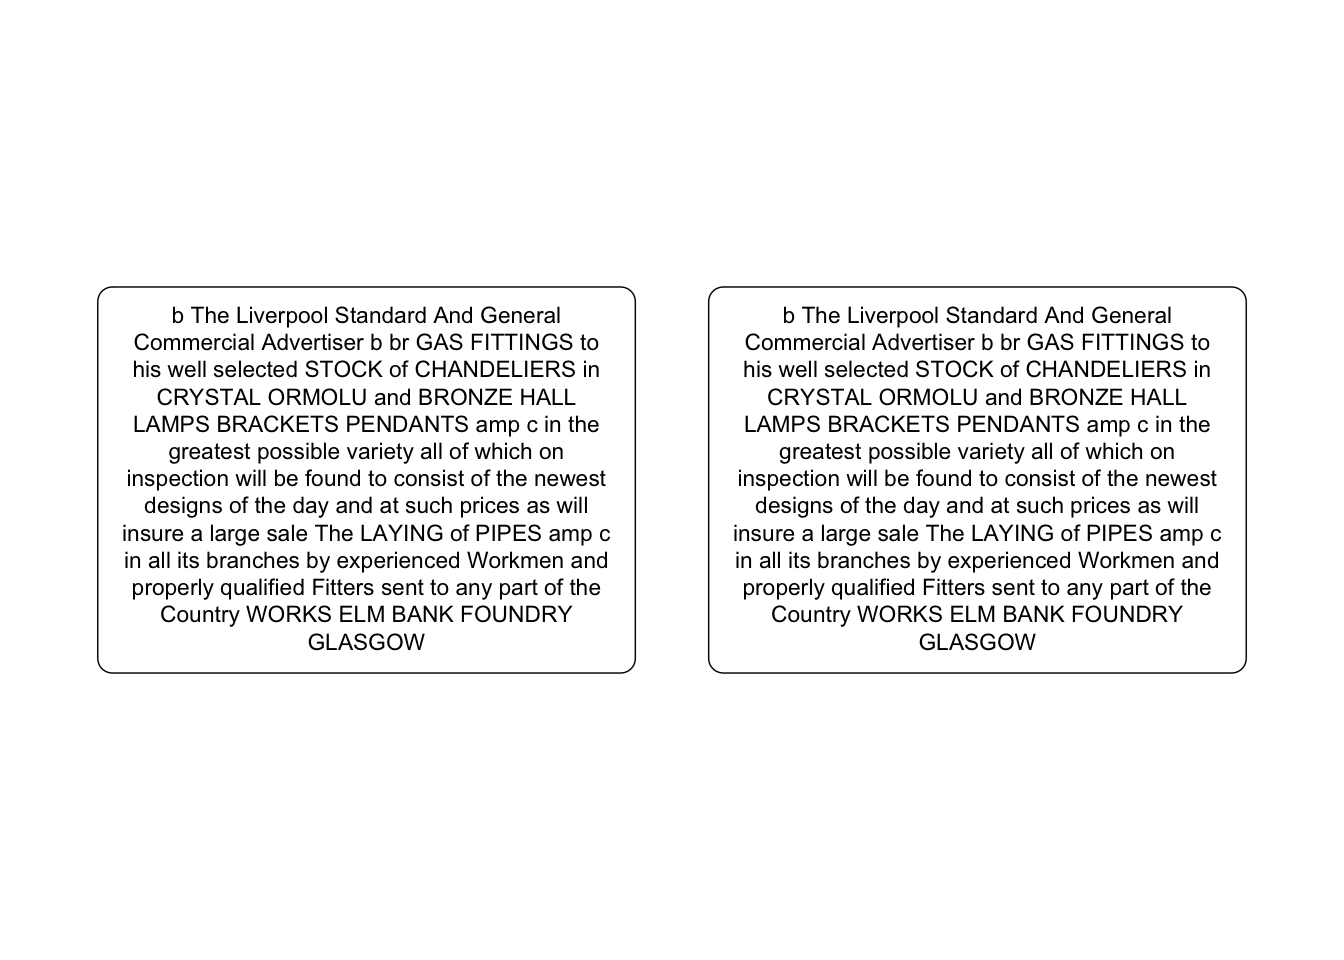 b The Liverpool Standard And General
Commercial Advertiser b br GAS FITTINGS to
his well selected STOCK of CHANDELIERS in
CRYSTAL ORMOLU and BRONZE HALL
LAMPS BRACKETS PENDANTS amp c in the
greatest possible variety all of which on
inspection will be found to consist of the newest
designs of the day and at such prices as will
insure a large sale The LAYING of PIPES amp c
in all its branches by experienced Workmen and
properly qualified Fitters sent to any part of the
Country WORKS ELM BANK FOUNDRY
GLASGOW
b The Liverpool Standard And General
Commercial Advertiser b br GAS FITTINGS to
his well selected STOCK of CHANDELIERS in
CRYSTAL ORMOLU and BRONZE HALL
LAMPS BRACKETS PENDANTS amp c in the
greatest possible variety all of which on
inspection will be found to consist of the newest
designs of the day and at such prices as will
insure a large sale The LAYING of PIPES amp c
in all its branches by experienced Workmen and
properly qualified Fitters sent to any part of the
Country WORKS ELM BANK FOUNDRY
GLASGOW